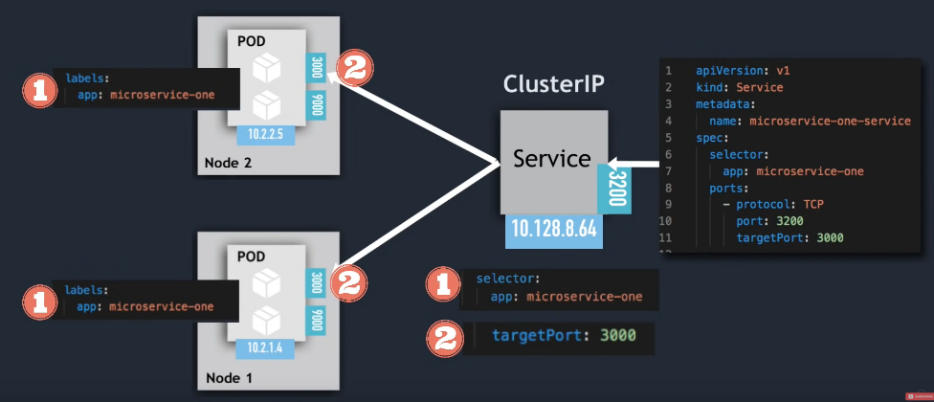 POD
3000
9000
10.2.2.5
Node 2
1
labels:
app: microservice-one
2
POD
3000
9000
10.2.1.4
Node 1
1
labels:
app: microservice-one
2
ClusterIP
Service
3200
10.128.8.64
1
selector:
app: microservice-one
2
targetPort: 3000
1 apiVersion: v1
2 kind: Service
3 metadata:
4 name: microservice-one-service
5 spec:
6 selector:
7 app: microservice-one
8 ports:
9 - protocol: TCP
10 port: 3200
11 targetPort: 3000